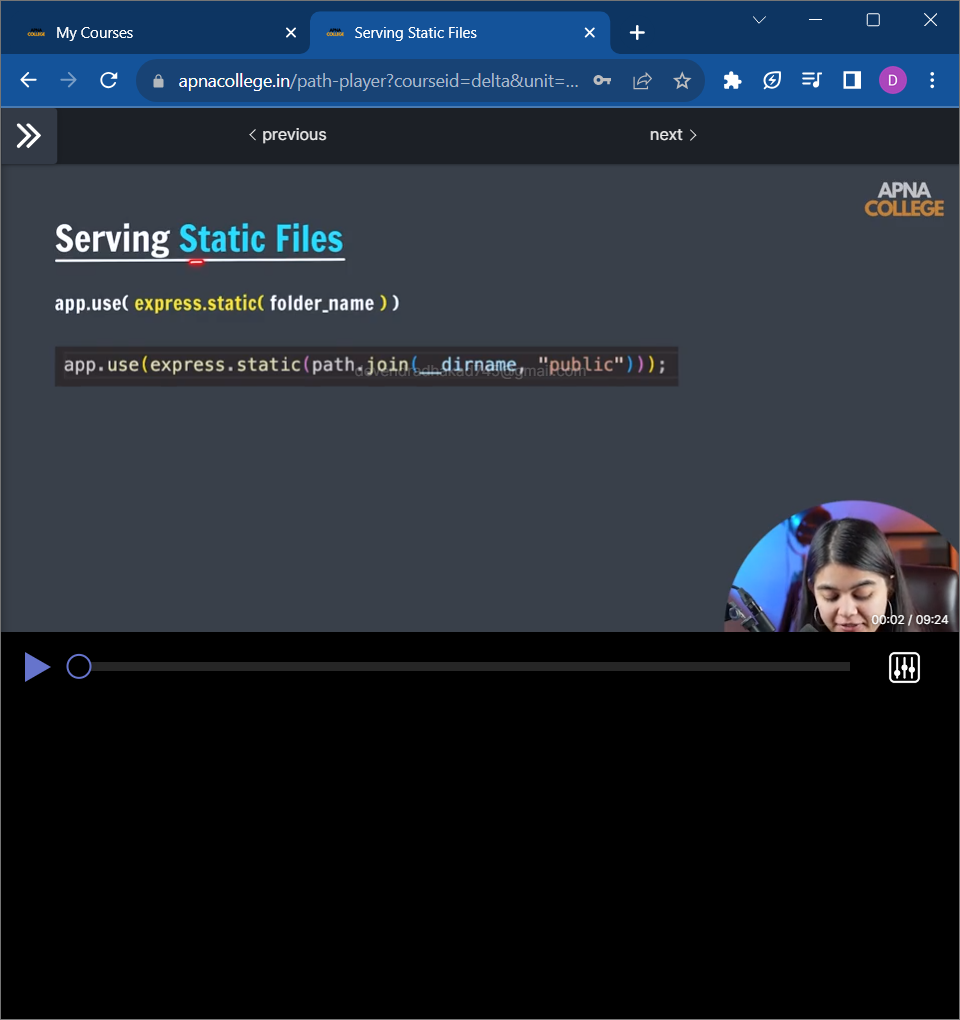 My Courses
Serving Static Files
apnacollege.in/path-player?courseid=delta&unit=...
D
previous
next
APNA
COLLEGE
Serving Static Files
app.use( express.static( folder_name ) )
app.use(express.static(path.join(__dirname, "public")));
devendradhakad745@gmail.com
00:02 / 09:24